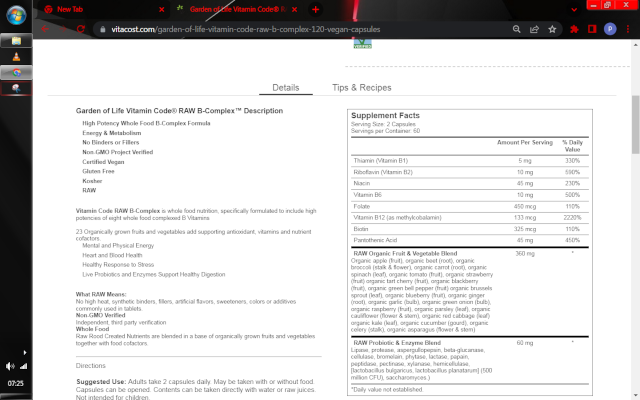 New Tab
Garden of Life Vitamin Code® R
vitacost.com/garden-of-life-vitamin-code-raw-b-complex-120-vegan-capsules
P
Details
Tips & Recipes
Garden of Life Vitamin Code® RAW B-Complex™ Description
High Potency Whole Food B-Complex Formula
Energy & Metabolism
No Binders or Fillers
Non-GMO Project Verified
Certified Vegan
Gluten Free
Kosher
RAW
Vitamin Code RAW B-Complex is whole food nutrition, specifically formulated to include high
potencies of eight whole food complexed B Vitamins.
23 Organically grown fruits and vegetables add supporting antioxidant, vitamins and nutrient
cofactors.
Mental and Physical Energy
Heart and Blood Health
Healthy Response to Stress
Live Probiotics and Enzymes Support Healthy Digestion
What RAW Means:
No high heat, synthetic binders, fillers, artificial flavors, sweeteners, colors or additives
commonly used in tablets.
Non-GMO Verified
Independent, third party verification
Whole Food
Raw Food Created Nutrients are blended in a base of organically grown fruits and vegetables
together with food cofactors.
Directions
Suggested Use: Adults take 2 capsules daily. May be taken with or without food.
Capsules can be opened. Contents can be taken directly with water or raw juices.
Not intended for children.
Supplement Facts
Serving Size: 2 Capsules
Servings per Container: 60
Amount Per Serving % Daily Value
Thiamin (Vitamin B1) 5 mg 330%
Riboflavin (Vitamin B2) 10 mg 590%
Niacin 45 mg 230%
Vitamin B6 10 mg 500%
Folate 450 mcg 110%
Vitamin B12 (as methylcobalamin) 133 mcg 2220%
Biotin 325 mcg 110%
Pantothenic Acid 45 mg 450%
RAW Organic Fruit & Vegetable Blend 360 mg *
Organic apple (fruit), organic beet (root), organic
broccoli (stalk & flower), organic carrot (root), organic
spinach (leaf), organic tomato (fruit), organic strawberry
(fruit) organic tart cherry (fruit), organic blackberry
(fruit), organic green bell pepper (fruit) organic brussels
sprout (leaf), organic blueberry (fruit), organic ginger
(root), organic garlic (bulb), organic green onion (bulb),
organic raspberry (fruit), organic parsley (leaf), organic
cauliflower (flower & stem), organic red cabbage (leaf)
organic kale (leaf), organic cucumber (gourd), organic
celery (stalk), organic asparagus (flower & stem)
RAW Probiotic & Enzyme Blend 60 mg *
Lipase, protease, aspergillopepsin, beta-glucanase,
cellulase, bromelain, phytase, lactase, papain,
peptidase, pectinase, xylanase, hemicellulase,
[lactobacillus bulgaricus, lactobacillus planatarum] (500
million CFU), saccharomyces.)
*Daily value not established.
07:25